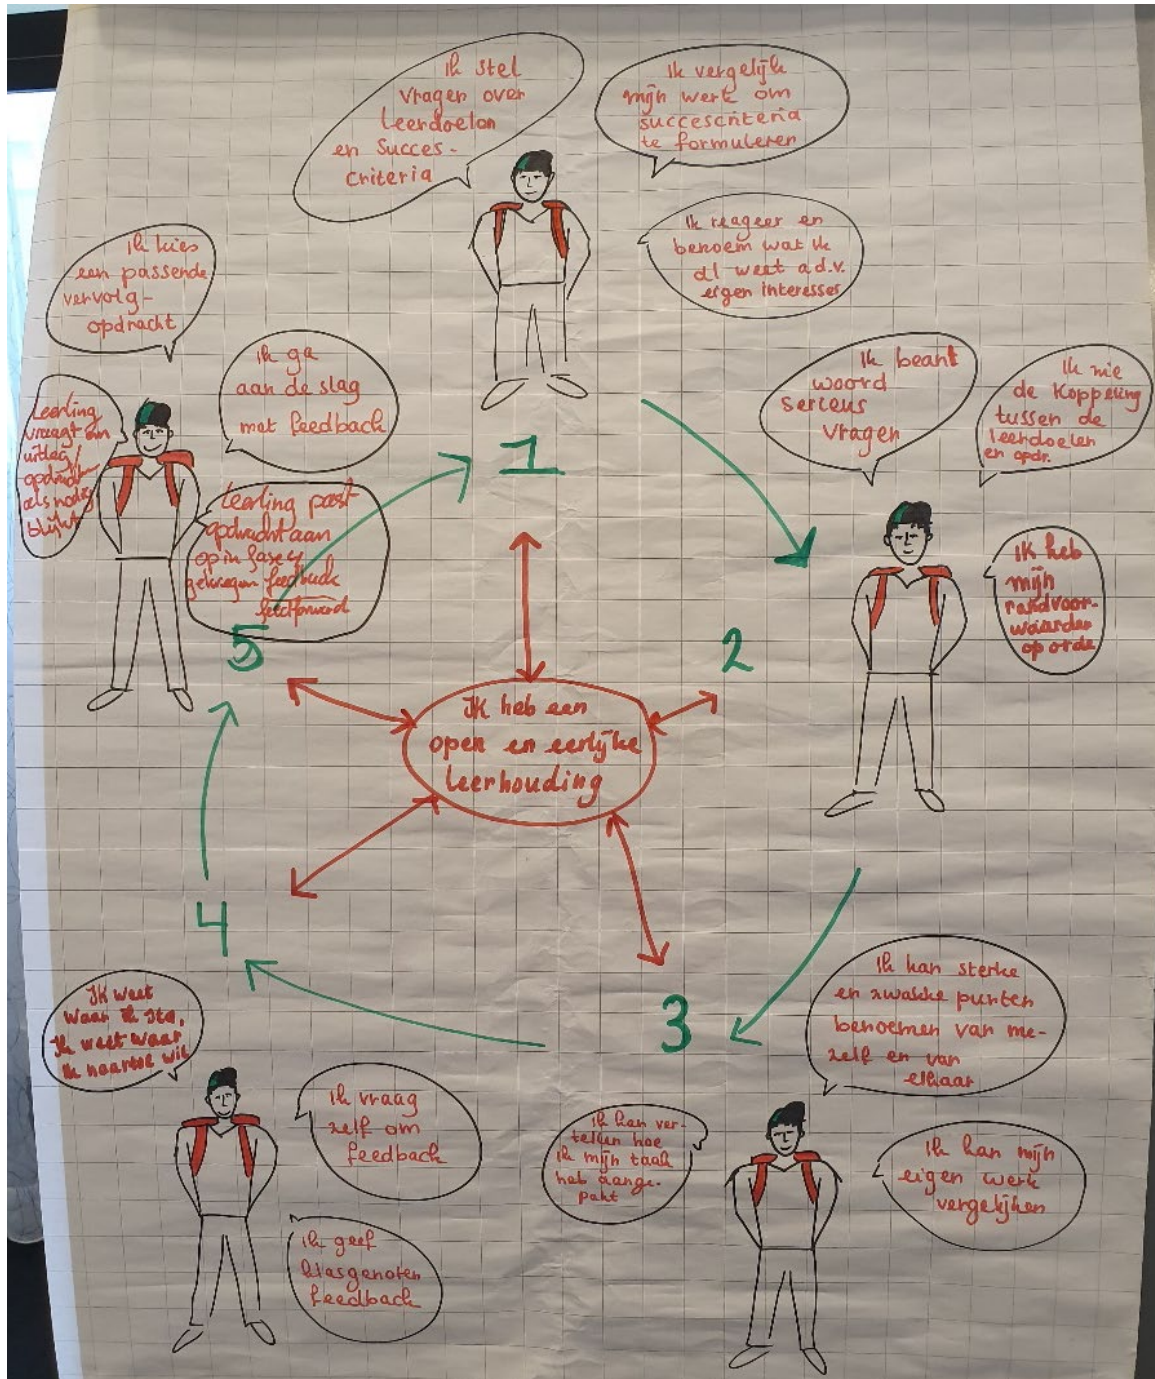 Ik stel
vragen over
leerdoelen
en succes-
criteria
Ik vergelijk
mijn werk om
succescriteria
te formuleren
Ik reageer en
benoem wat ik
al weet a.d.v.
eigen interesses
1
Ik beant
woord
serieus
vragen
Ik zie
de koppeling
tussen de
leerdoelen
en opdr.
Ik heb
mijn
randvoor-
waarden
op orde
2
Ik kan sterke
en zwakke punten
benoemen van me-
zelf en van
elkaar
Ik kan ver-
tellen hoe
ik mijn taak
heb aange-
pakt
Ik kan mijn
eigen werk
vergelijken
3
Ik weet
waar ik sta,
Ik weet waar
ik naartoe wil
Ik vraag
zelf om
feedback
Ik geef
klasgenoten
feedback
4
Ik kies
een passende
vervolg-
opdracht
Ik ga
aan de slag
met feedback
Leerling
vraagt om
uitleg/
opdracht
als nodig
blijkt
Leerling past
opdracht aan
op in fase 4
gekregen feedback
feedforward
5
Ik heb een
open en eerlijke
leerhouding